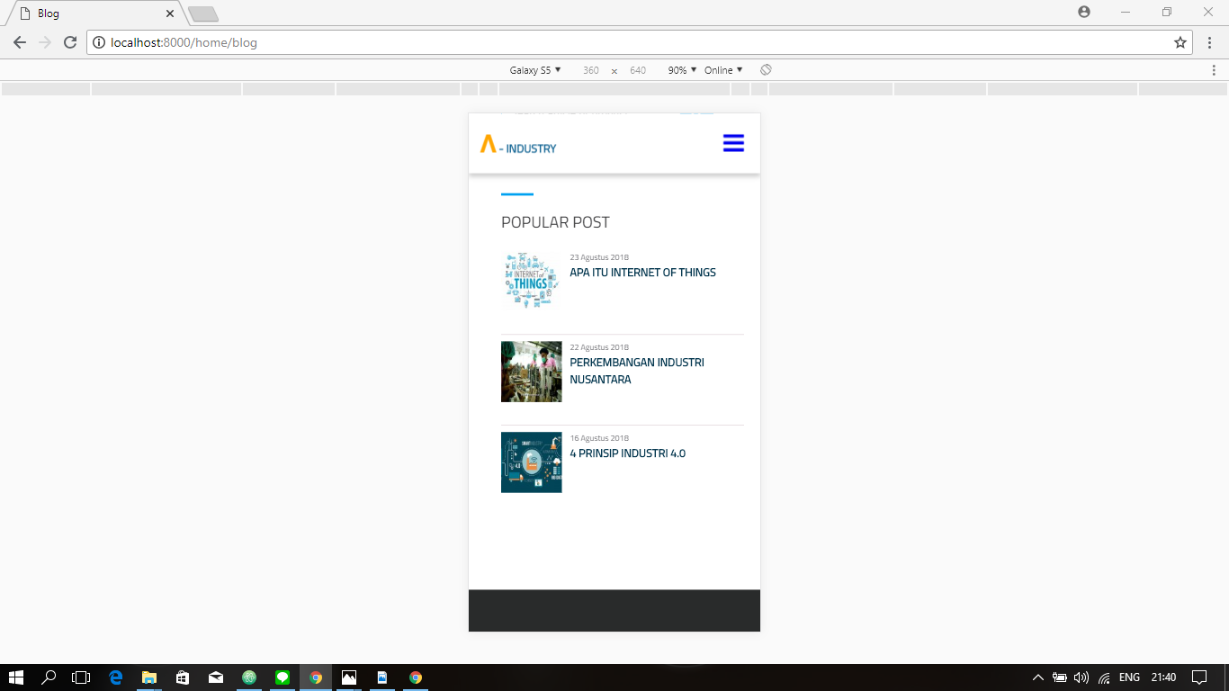 Blog
localhost:8000/home/blog
Galaxy S5 ▼ 360 x 640 90% ▼ Online ▼
Λ - INDUSTRY
POPULAR POST
INTERNET of
THINGS
23 Agustus 2018
APA ITU INTERNET OF THINGS
22 Agustus 2018
PERKEMBANGAN INDUSTRI
NUSANTARA
16 Agustus 2018
4 PRINSIP INDUSTRI 4.0
ENG 21:40